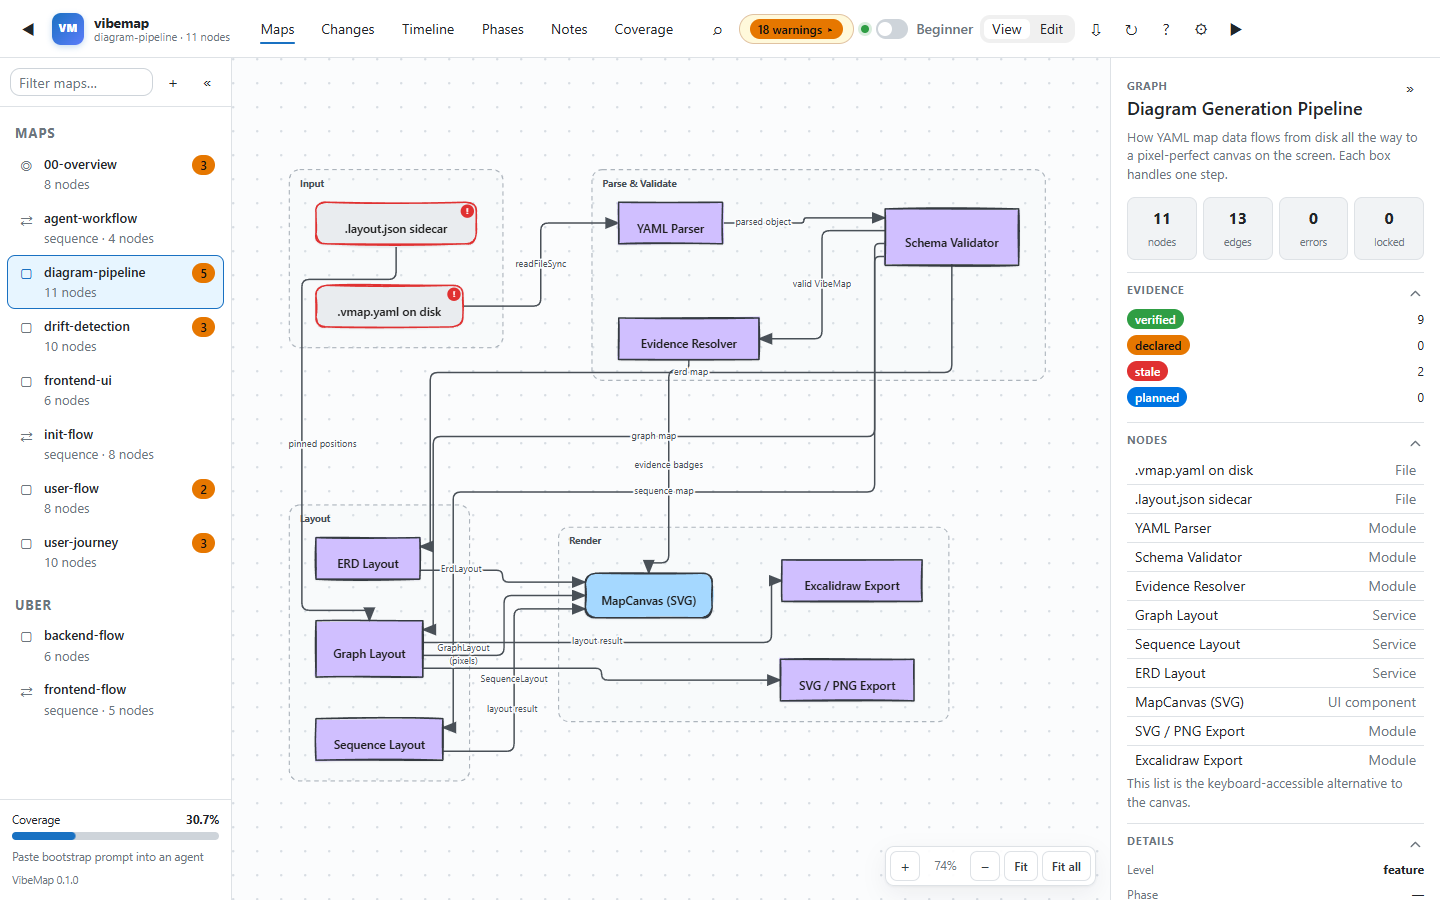 VM
vibemap
diagram-pipeline · 11 nodes
Maps
Changes
Timeline
Phases
Notes
Coverage
18 warnings
Beginner
View
Edit
?
Filter maps...
+
«
MAPS
00-overview
3
8 nodes
agent-workflow
sequence · 4 nodes
diagram-pipeline
5
11 nodes
drift-detection
3
10 nodes
frontend-ui
6 nodes
init-flow
sequence · 8 nodes
user-flow
2
8 nodes
user-journey
3
10 nodes
UBER
backend-flow
6 nodes
frontend-flow
sequence · 5 nodes
Coverage
30.7%
Paste bootstrap prompt into an agent
VibeMap 0.1.0
Input
.layout.json sidecar
!
.vmap.yaml on disk
!
readFileSync
Parse & Validate
YAML Parser
parsed object
Schema Validator
valid VibeMap
Evidence Resolver
erd map
pinned positions
graph map
evidence badges
sequence map
Layout
ERD Layout
ErdLayout
Graph Layout
GraphLayout
(pixels)
SequenceLayout
layout result
Sequence Layout
Render
MapCanvas (SVG)
Excalidraw Export
layout result
SVG / PNG Export
+
74%
−
Fit
Fit all
GRAPH
»
Diagram Generation Pipeline
How YAML map data flows from disk all the way to
a pixel-perfect canvas on the screen. Each box
handles one step.
11
nodes
13
edges
0
errors
0
locked
EVIDENCE
verified
9
declared
0
stale
2
planned
0
NODES
.vmap.yaml on disk
File
.layout.json sidecar
File
YAML Parser
Module
Schema Validator
Module
Evidence Resolver
Module
Graph Layout
Service
Sequence Layout
Service
ERD Layout
Service
MapCanvas (SVG)
UI component
SVG / PNG Export
Module
Excalidraw Export
Module
This list is the keyboard-accessible alternative to
the canvas.
DETAILS
Level
feature
Phase
—